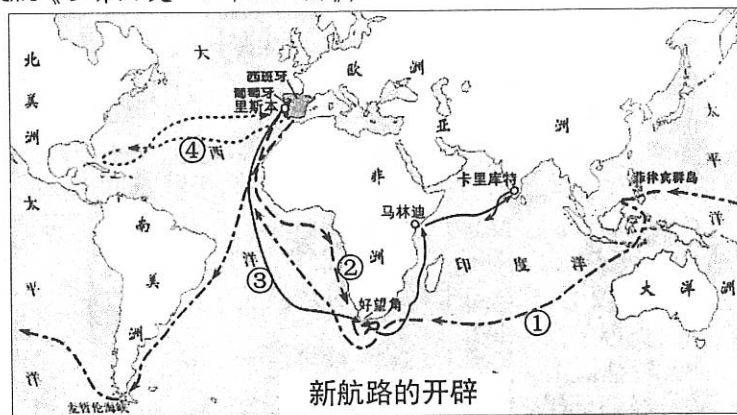 北美洲
大西洋
西班牙
葡萄牙
里斯本
欧洲
亚洲
太平洋
④
非洲
卡里库特
菲律宾群岛
马林迪
南美洲
③
②
印度洋
大洋洲
好望角
①
太平洋
麦哲伦海峡
新航路的开辟